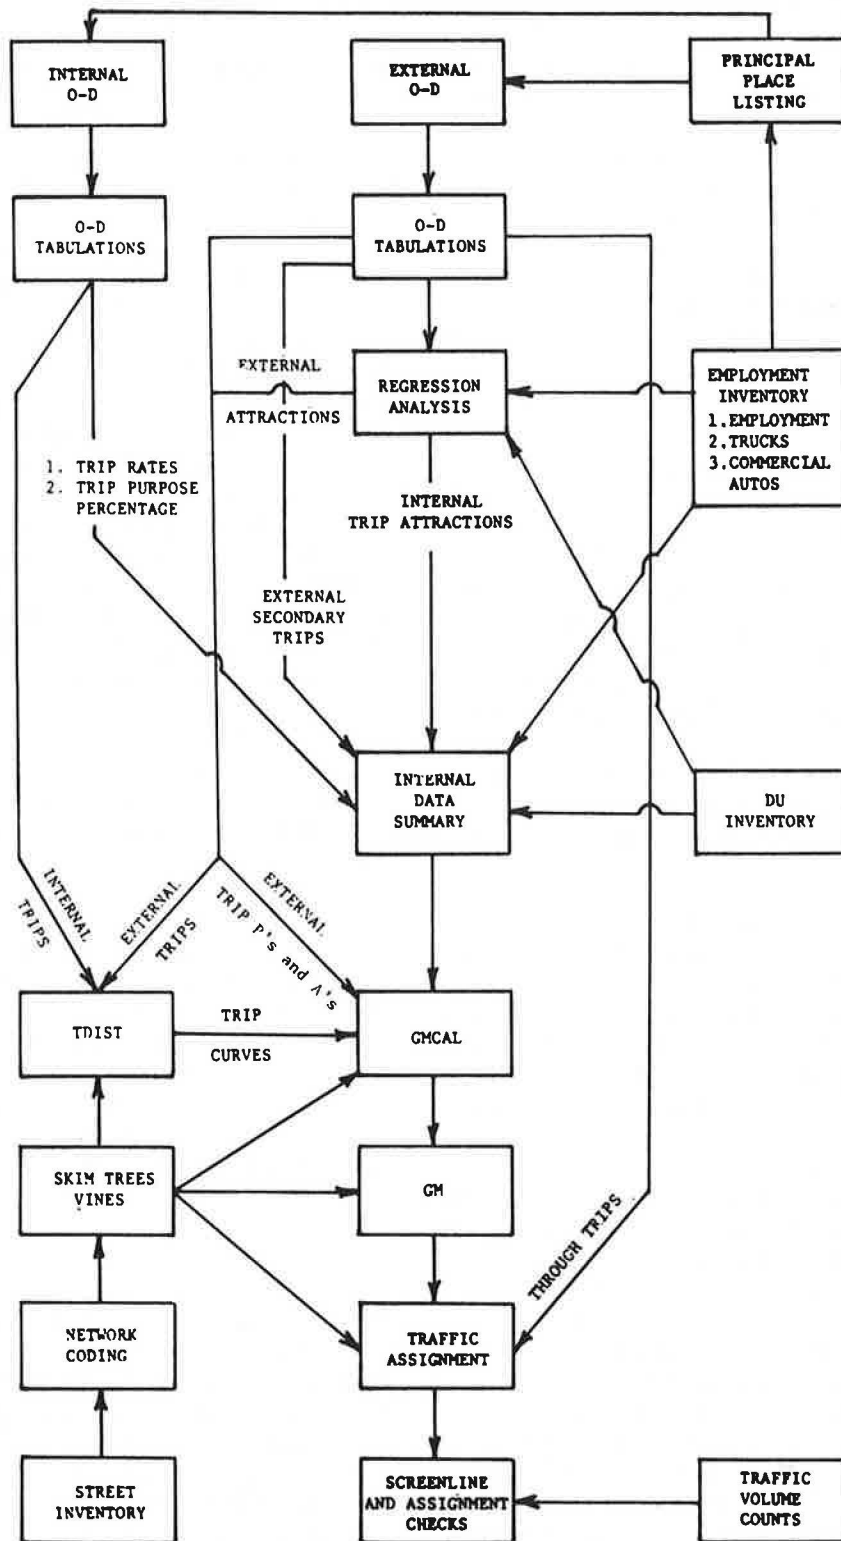 INTERNAL
O-D
EXTERNAL
O-D
PRINCIPAL
PLACE
LISTING
O-D
TABULATIONS
O-D
TABULATIONS
EXTERNAL
ATTRACTIONS
REGRESSION
ANALYSIS
EMPLOYMENT
INVENTORY
1. EMPLOYMENT
2. TRUCKS
3. COMMERCIAL
AUTOS
1. TRIP RATES
2. TRIP PURPOSE
PERCENTAGE
INTERNAL
TRIP ATTRACTIONS
EXTERNAL
SECONDARY
TRIPS
INTERNAL
DATA
SUMMARY
DU
INVENTORY
INTERNAL
TRIPS
EXTERNAL
TRIPS
EXTERNAL
TRIP P's and A's
TDIST
TRIP
CURVES
GMCAL
SKIM TREES
VINES
GM
THROUGH TRIPS
NETWORK
CODING
TRAFFIC
ASSIGNMENT
STREET
INVENTORY
SCREENLINE
AND ASSIGNMENT
CHECKS
TRAFFIC
VOLUME
COUNTS